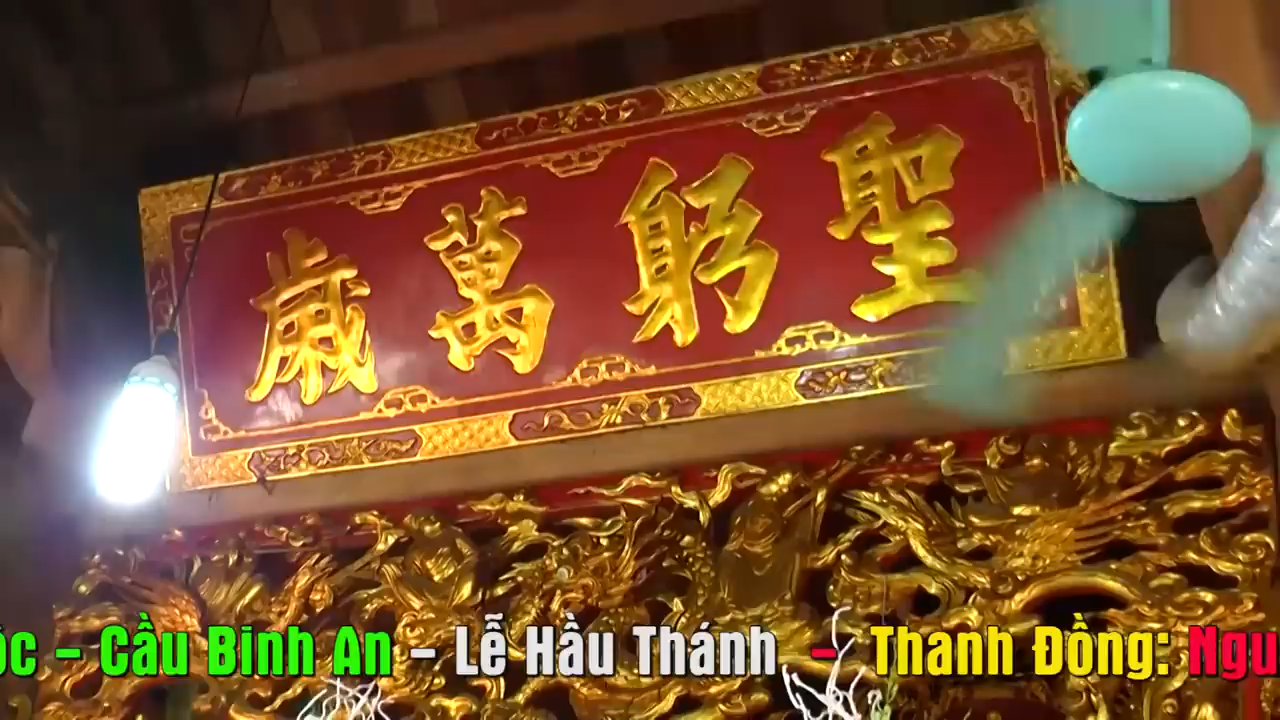 聖躬萬歲
– Cầu Bình An – Lễ Hầu Thánh – Thanh Đồng: